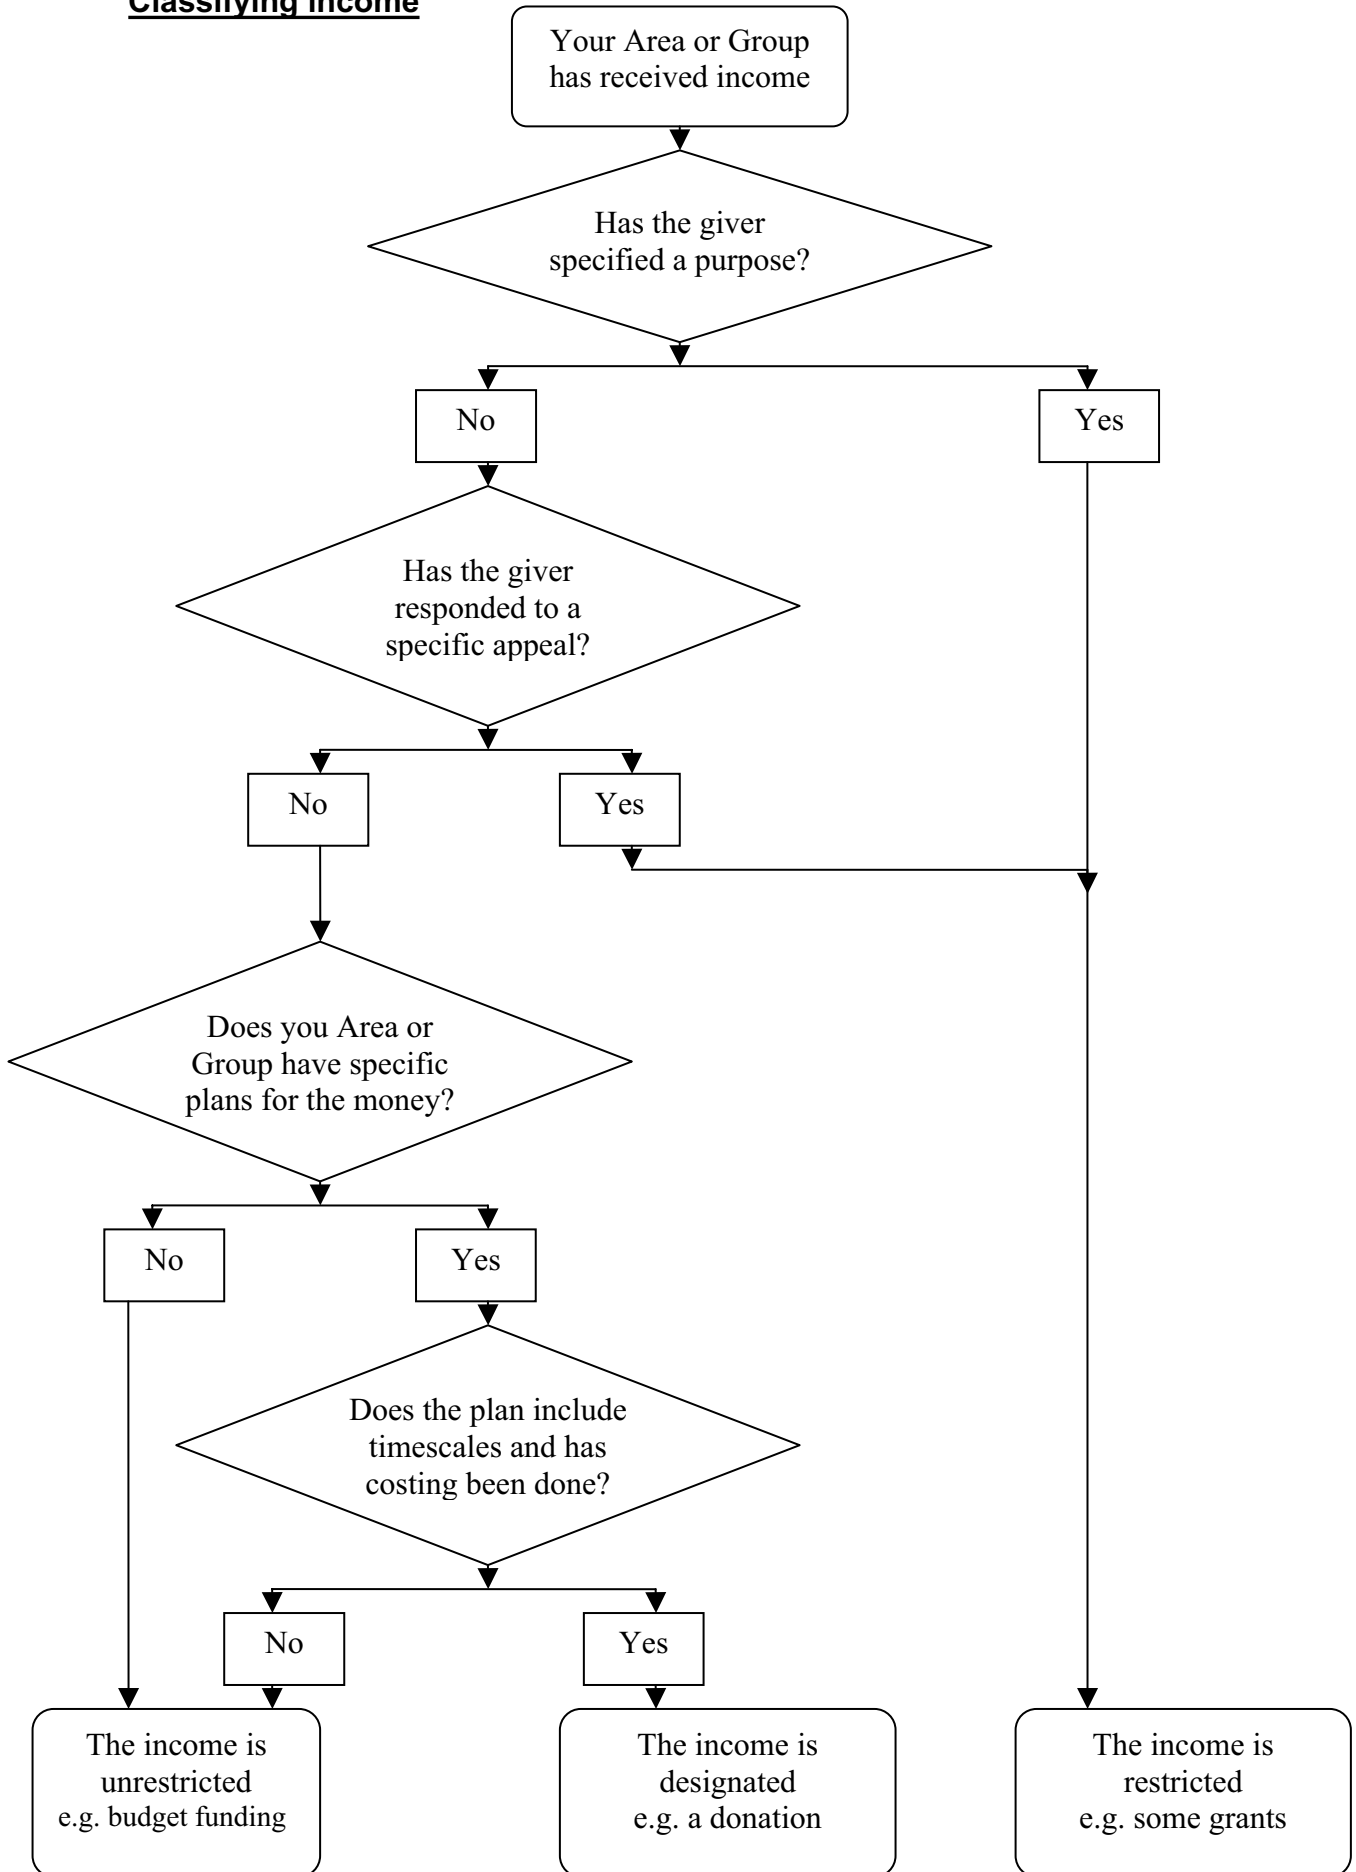 Classifying Income
Your Area or Group
has received income
Has the giver
specified a purpose?
No
Yes
Has the giver
responded to a
specific appeal?
No
Yes
Does you Area or
Group have specific
plans for the money?
No
Yes
Does the plan include
timescales and has
costing been done?
No
Yes
The income is
unrestricted
e.g. budget funding
The income is
designated
e.g. a donation
The income is
restricted
e.g. some grants